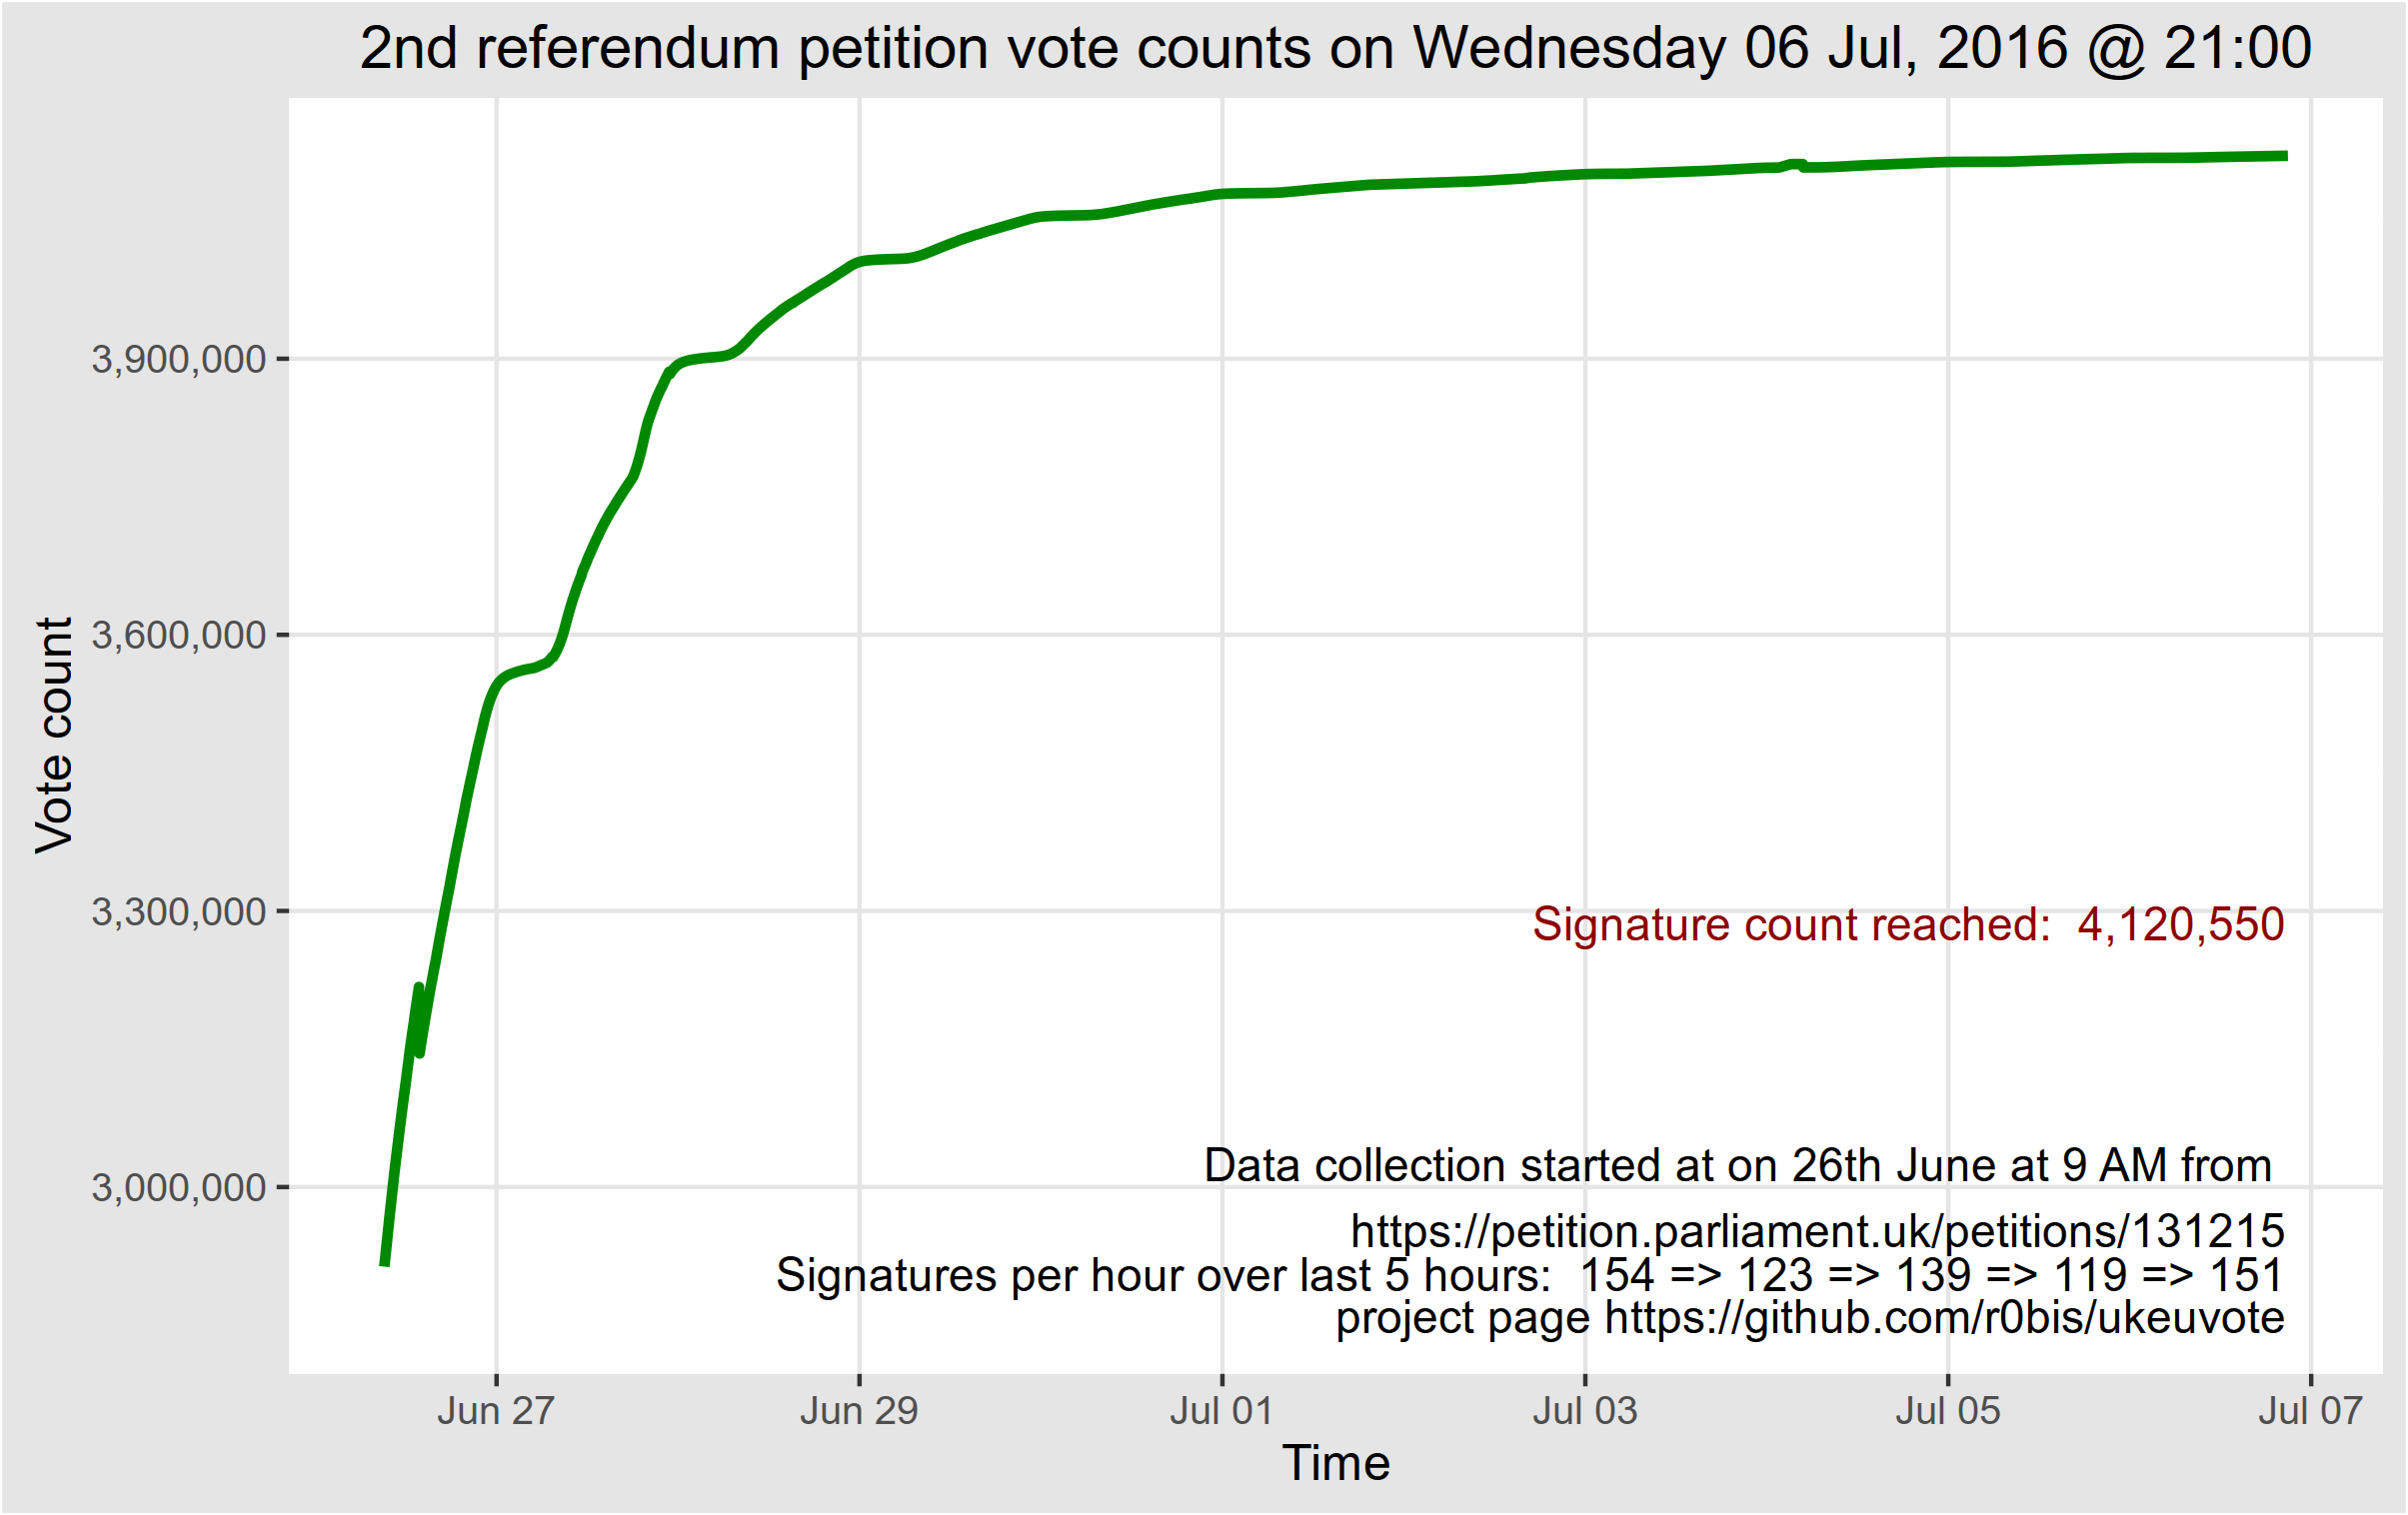 2nd referendum petition vote counts on Wednesday 06 Jul, 2016 @ 21:00
Vote count
3,900,000
3,600,000
3,300,000
3,000,000
Signature count reached:  4,120,550
Data collection started at on 26th June at 9 AM from
https://petition.parliament.uk/petitions/131215
Signatures per hour over last 5 hours:  154 => 123 => 139 => 119 => 151
project page https://github.com/r0bis/ukeuvote
Jun 27 Jun 29 Jul 01 Jul 03 Jul 05 Jul 07
Time